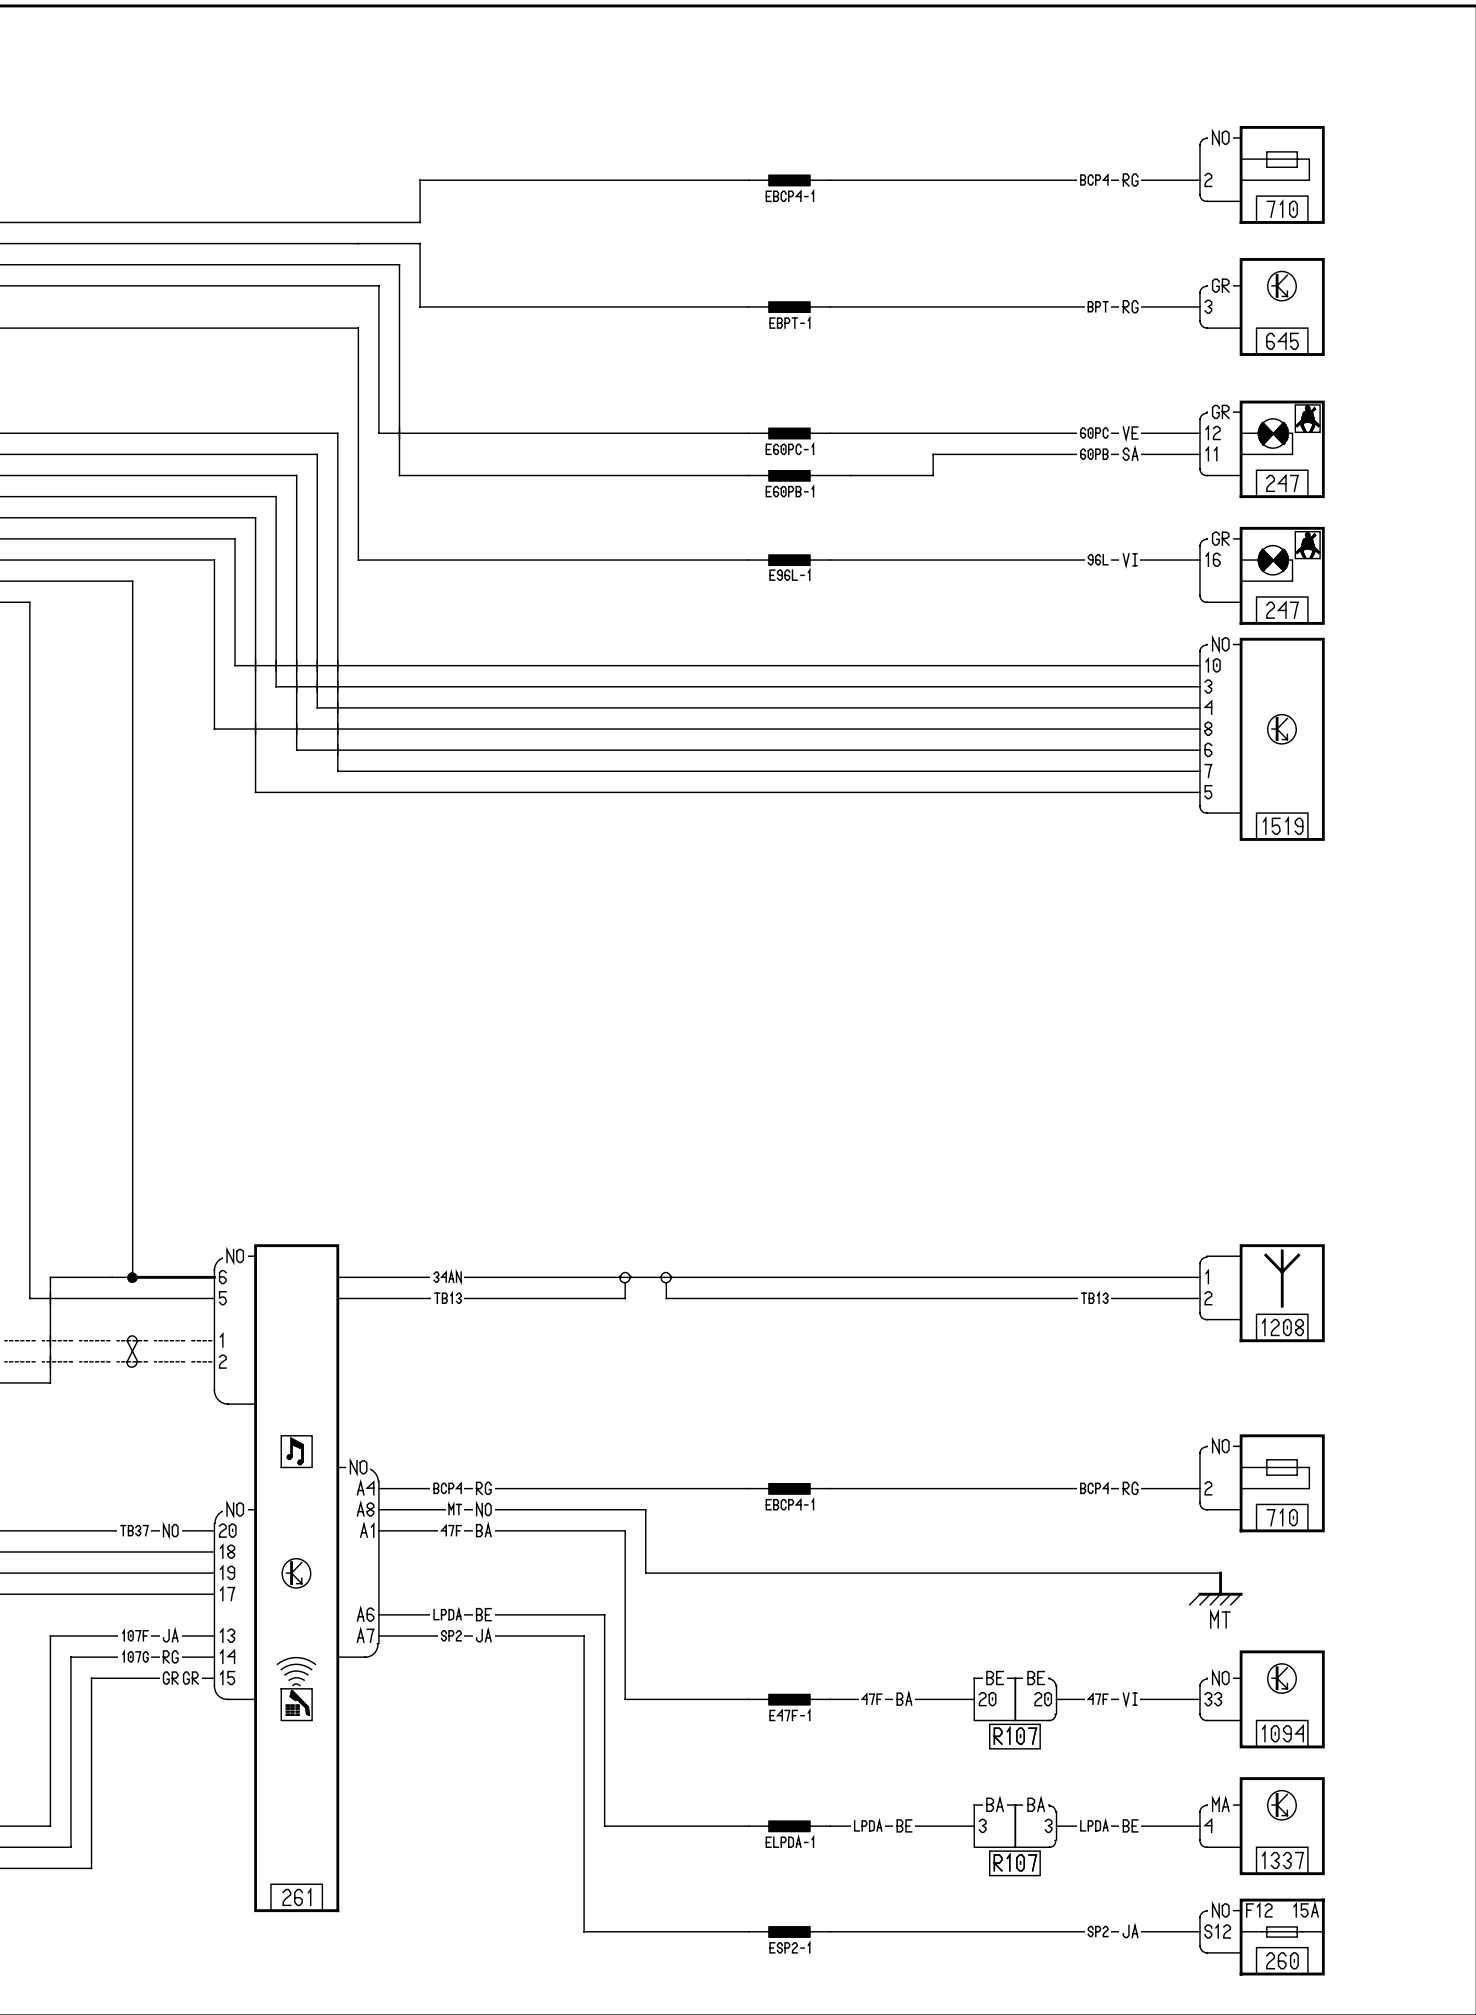 NO
BCP4-RG 2
EBCP4-1
710
GR
BPT-RG 3
EBPT-1
645
GR
60PC-VE 12
E60PC-1
60PB-SA 11
E60PB-1
247
GR
96L-VI 16
E96L-1
247
NO
10
3
4
8
6
7
5
1519
NO
6 34AN 1
5 TB13 TB13 2
1208
1
2
NO
NO
A4 BCP4-RG BCP4-RG 2
EBCP4-1
710
NO
A8 MT-NO
TB37-NO 20 A1 47F-BA
18
19
17
MT
A6 LPDA-BE
107F-JA 13 A7 SP2-JA
107G-RG 14
GR GR 15
BE BE NO
47F-BA 20 20 47F-VI 33
E47F-1
R107
1094
BA BA MA
LPDA-BE 3 3 LPDA-BE 4
ELPDA-1
R107
1337
261
NO F12 15A
SP2-JA S12
ESP2-1
260